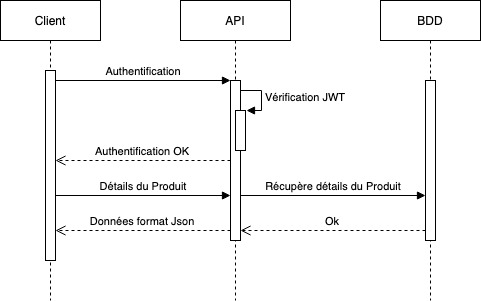 Client
API
BDD
Authentification
Vérification JWT
Authentification OK
Détails du Produit
Récupère détails du Produit
Données format Json
Ok